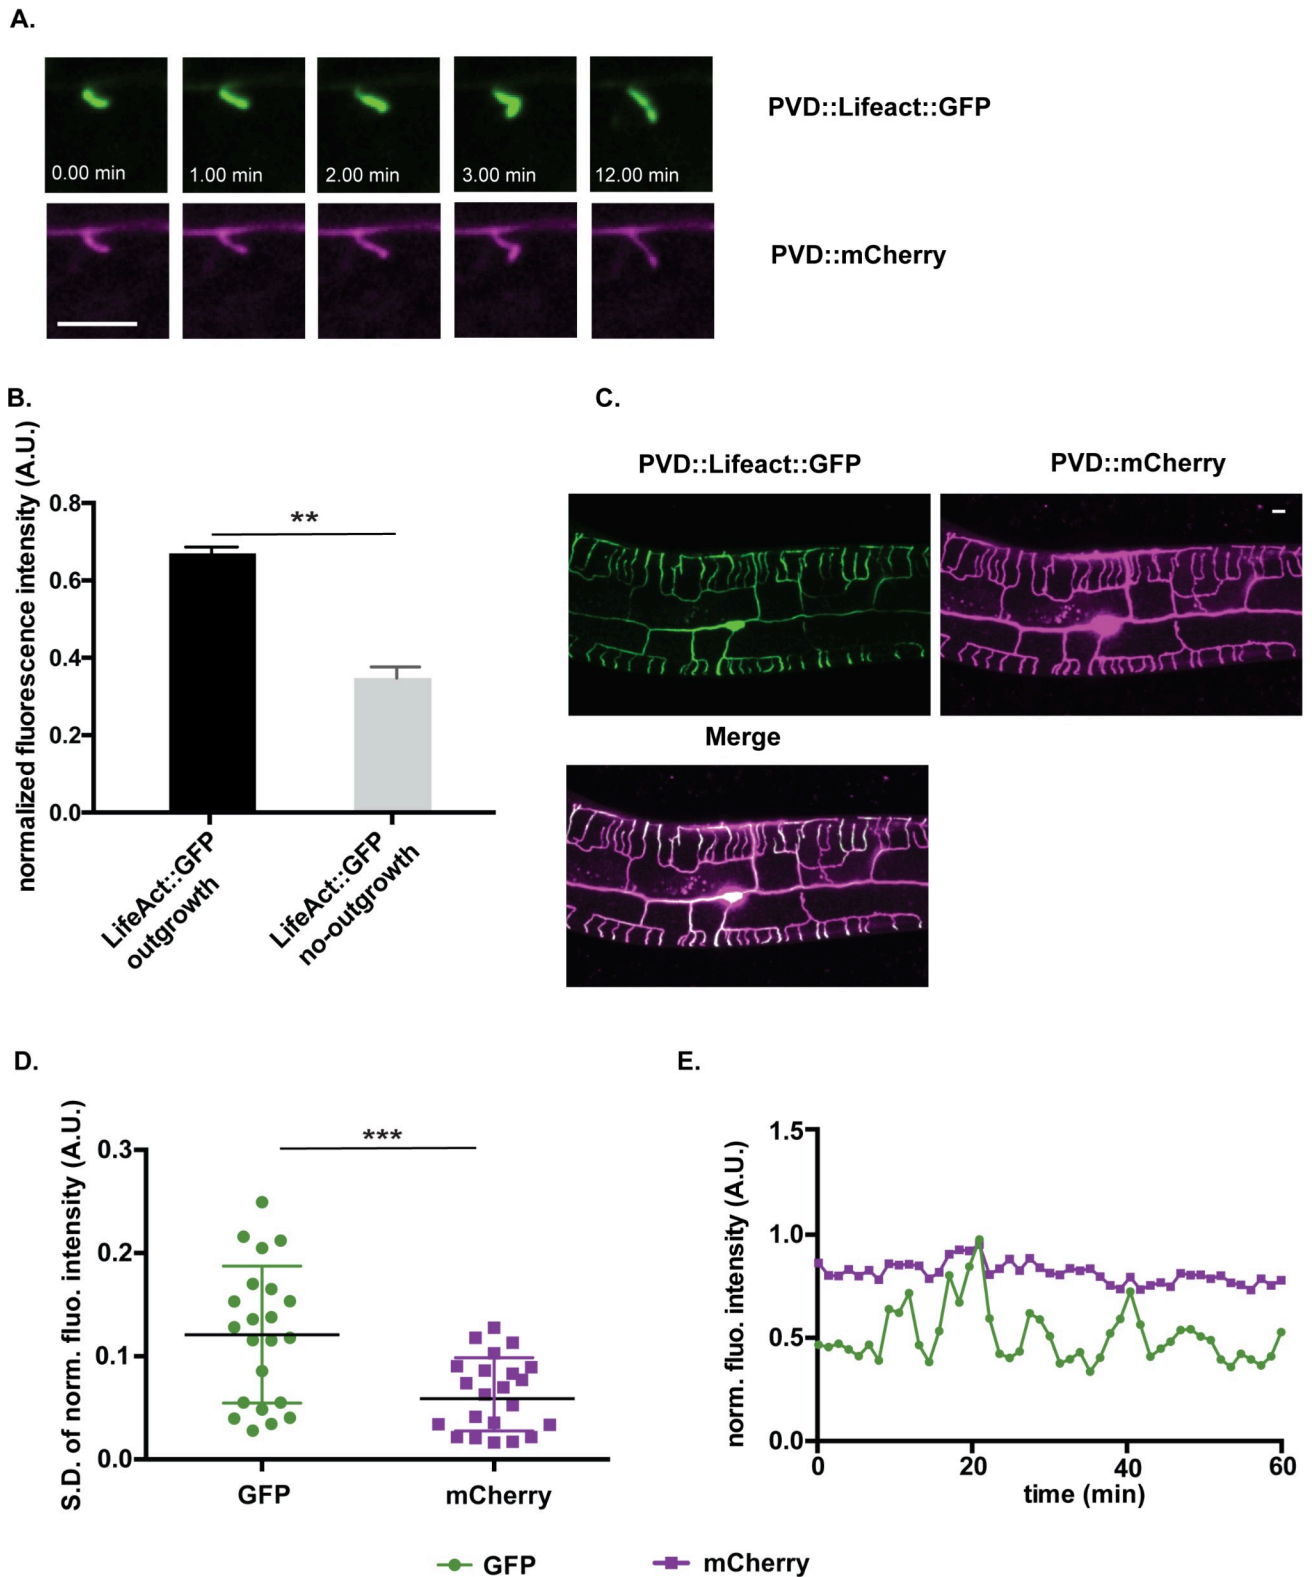 A.
PVD::Lifeact::GFP
0.00 min
1.00 min
2.00 min
3.00 min
12.00 min
PVD::mCherry
B.
normalized fluorescence intensity (A.U.)
0.8
0.6
0.4
0.2
0.0
**
LifeAct::GFP
outgrowth
LifeAct::GFP
no-outgrowth
C.
PVD::Lifeact::GFP
PVD::mCherry
Merge
D.
S.D. of norm. fluo. intensity (A.U.)
0.3
0.2
0.1
0.0
***
GFP
mCherry
E.
norm. fluo. intensity (A.U.)
1.5
1.0
0.5
0.0
0
20
40
60
time (min)
GFP
mCherry